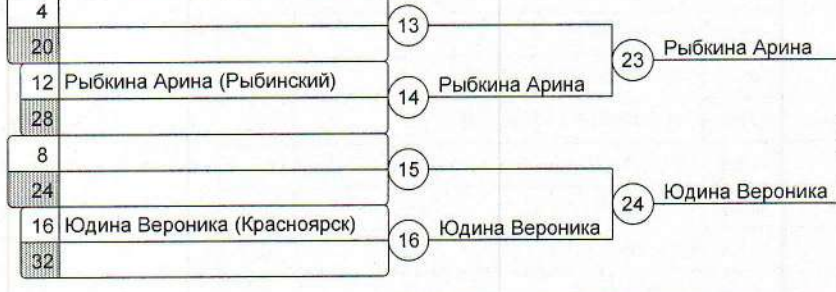 4
13
20
23 Рыбкина Арина
12 Рыбкина Арина (Рыбинский)
14 Рыбкина Арина
28
8
15
24
24 Юдина Вероника
16 Юдина Вероника (Красноярск)
16 Юдина Вероника
32